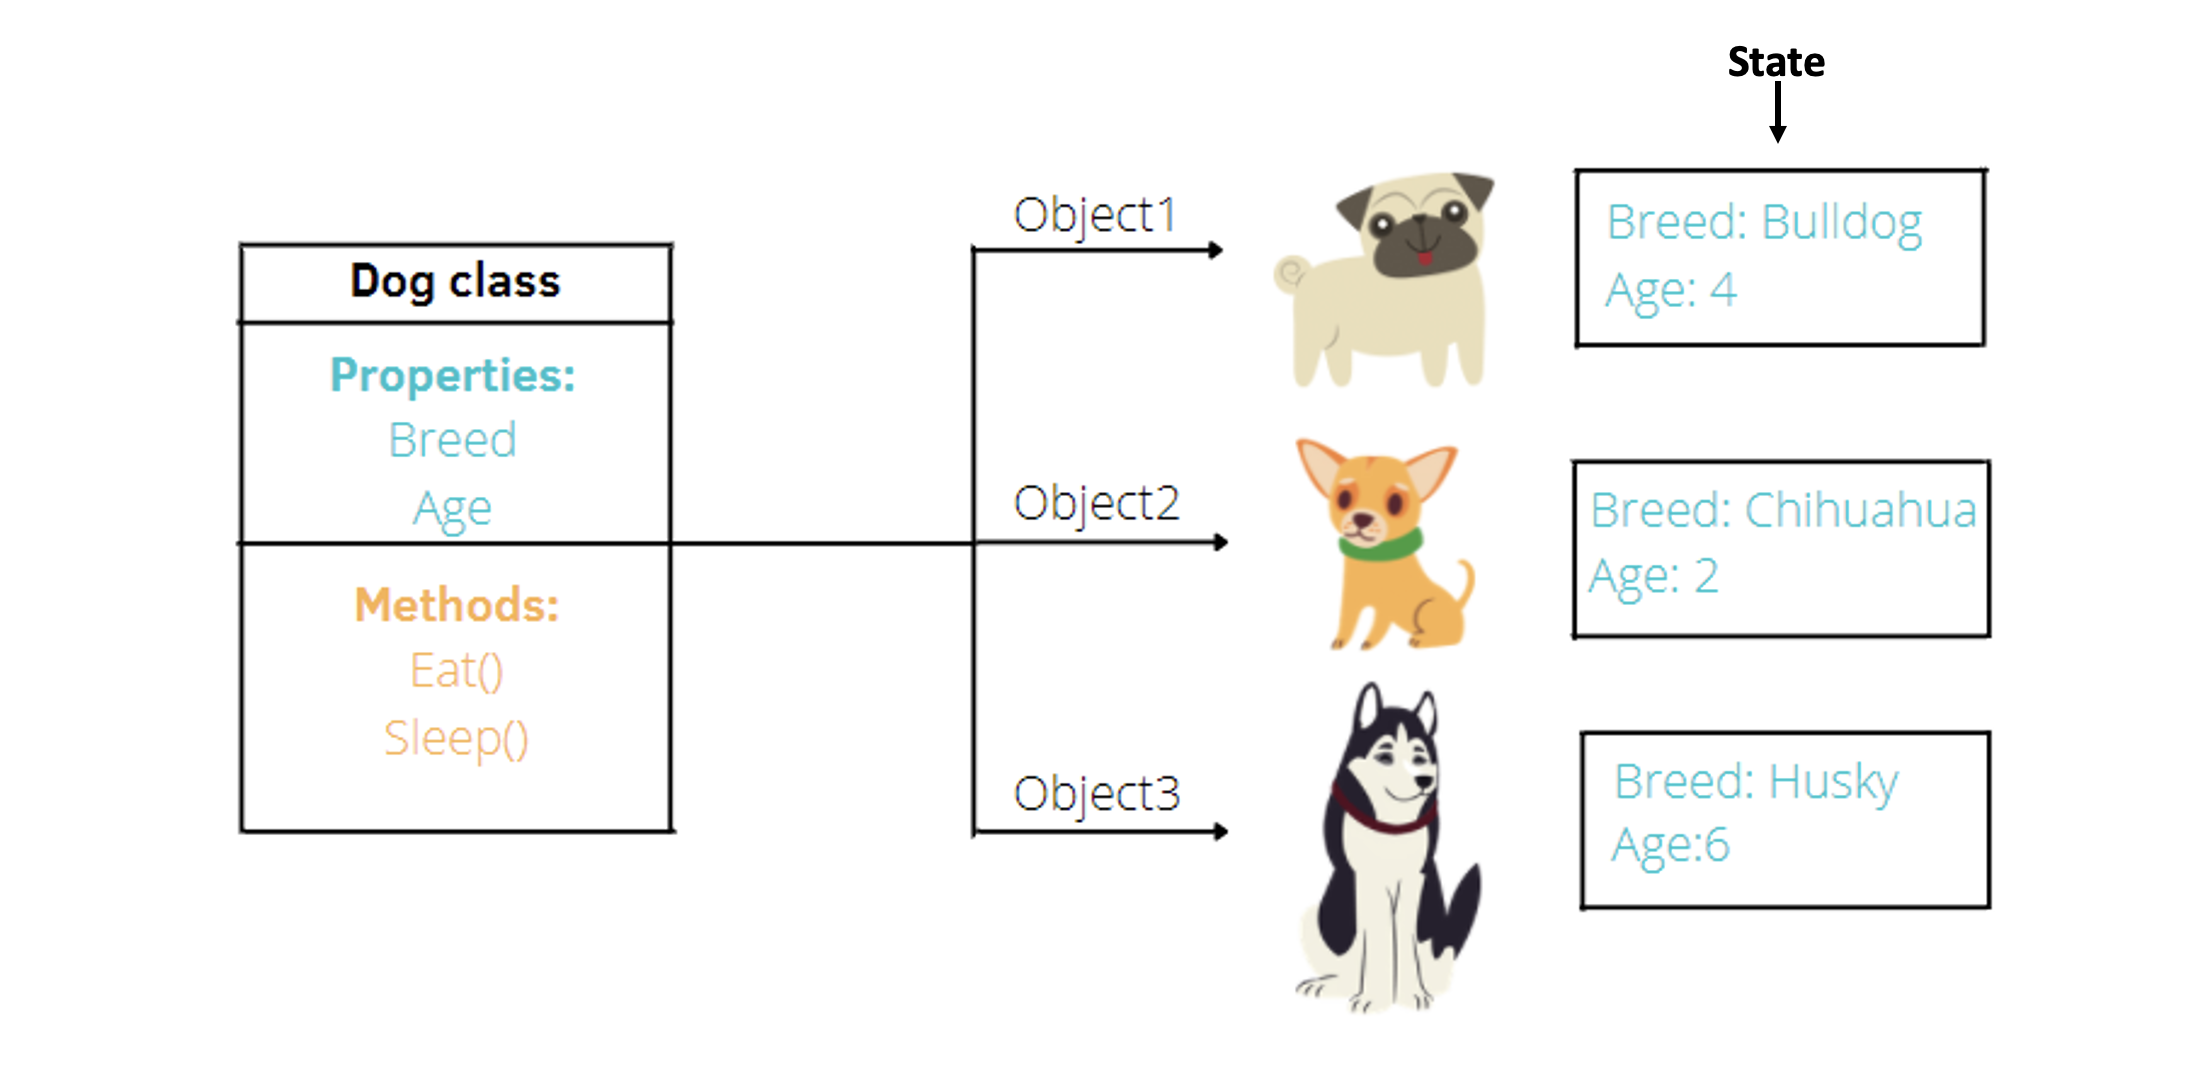 State
Dog class
Properties:
Breed
Age
Methods:
Eat()
Sleep()
Object1
Breed: Bulldog
Age: 4
Object2
Breed: Chihuahua
Age: 2
Object3
Breed: Husky
Age:6